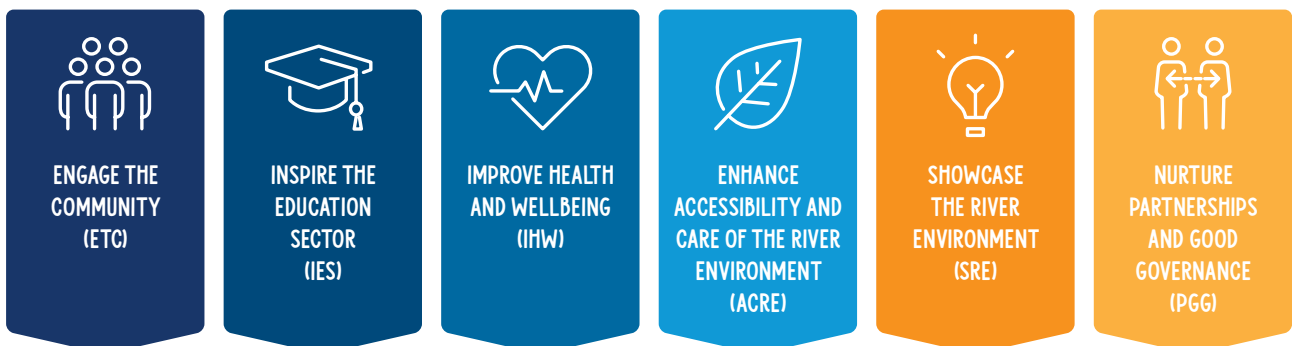 ENGAGE THE
COMMUNITY
(ETC)
INSPIRE THE
EDUCATION
SECTOR
(IES)
IMPROVE HEALTH
AND WELLBEING
(IHW)
ENHANCE
ACCESSIBILITY AND
CARE OF THE RIVER
ENVIRONMENT
(ACRE)
SHOWCASE
THE RIVER
ENVIRONMENT
(SRE)
NURTURE
PARTNERSHIPS
AND GOOD
GOVERNANCE
(PGG)